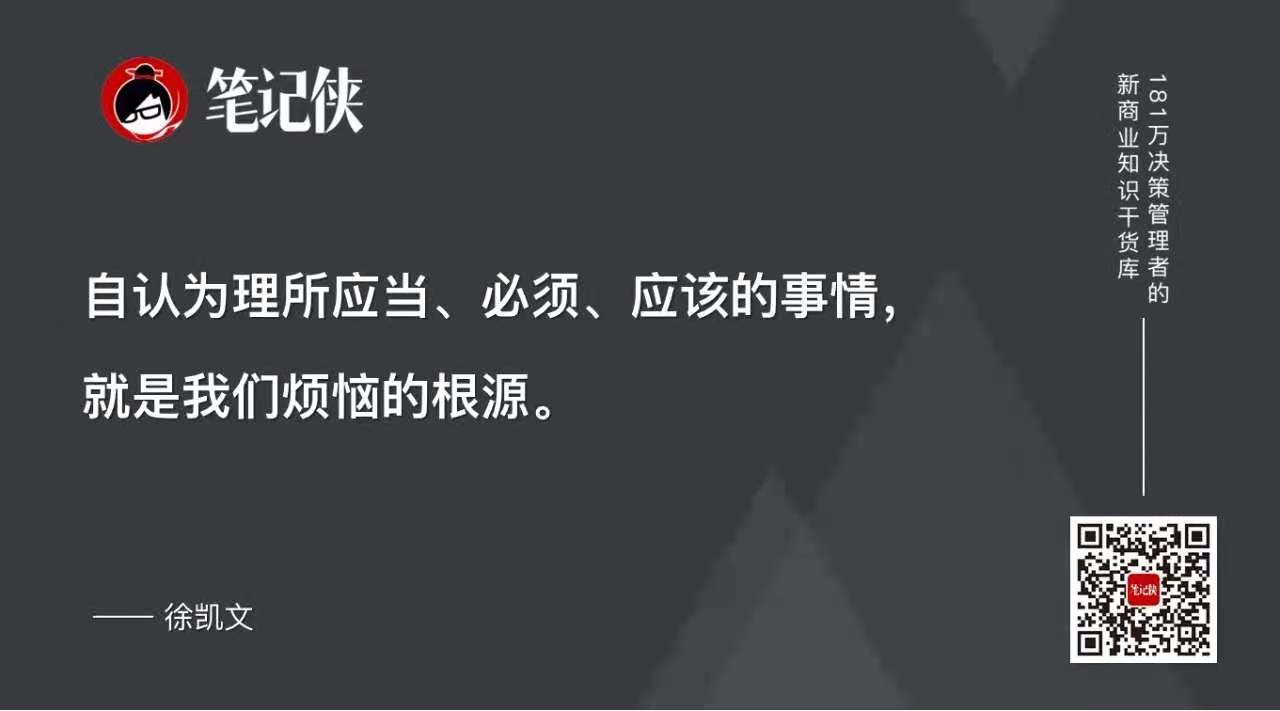 笔记侠
181万决策管理者的
新商业知识干货库
自认为理所应当、必须、应该的事情，
就是我们烦恼的根源。
—— 徐凯文
笔记侠